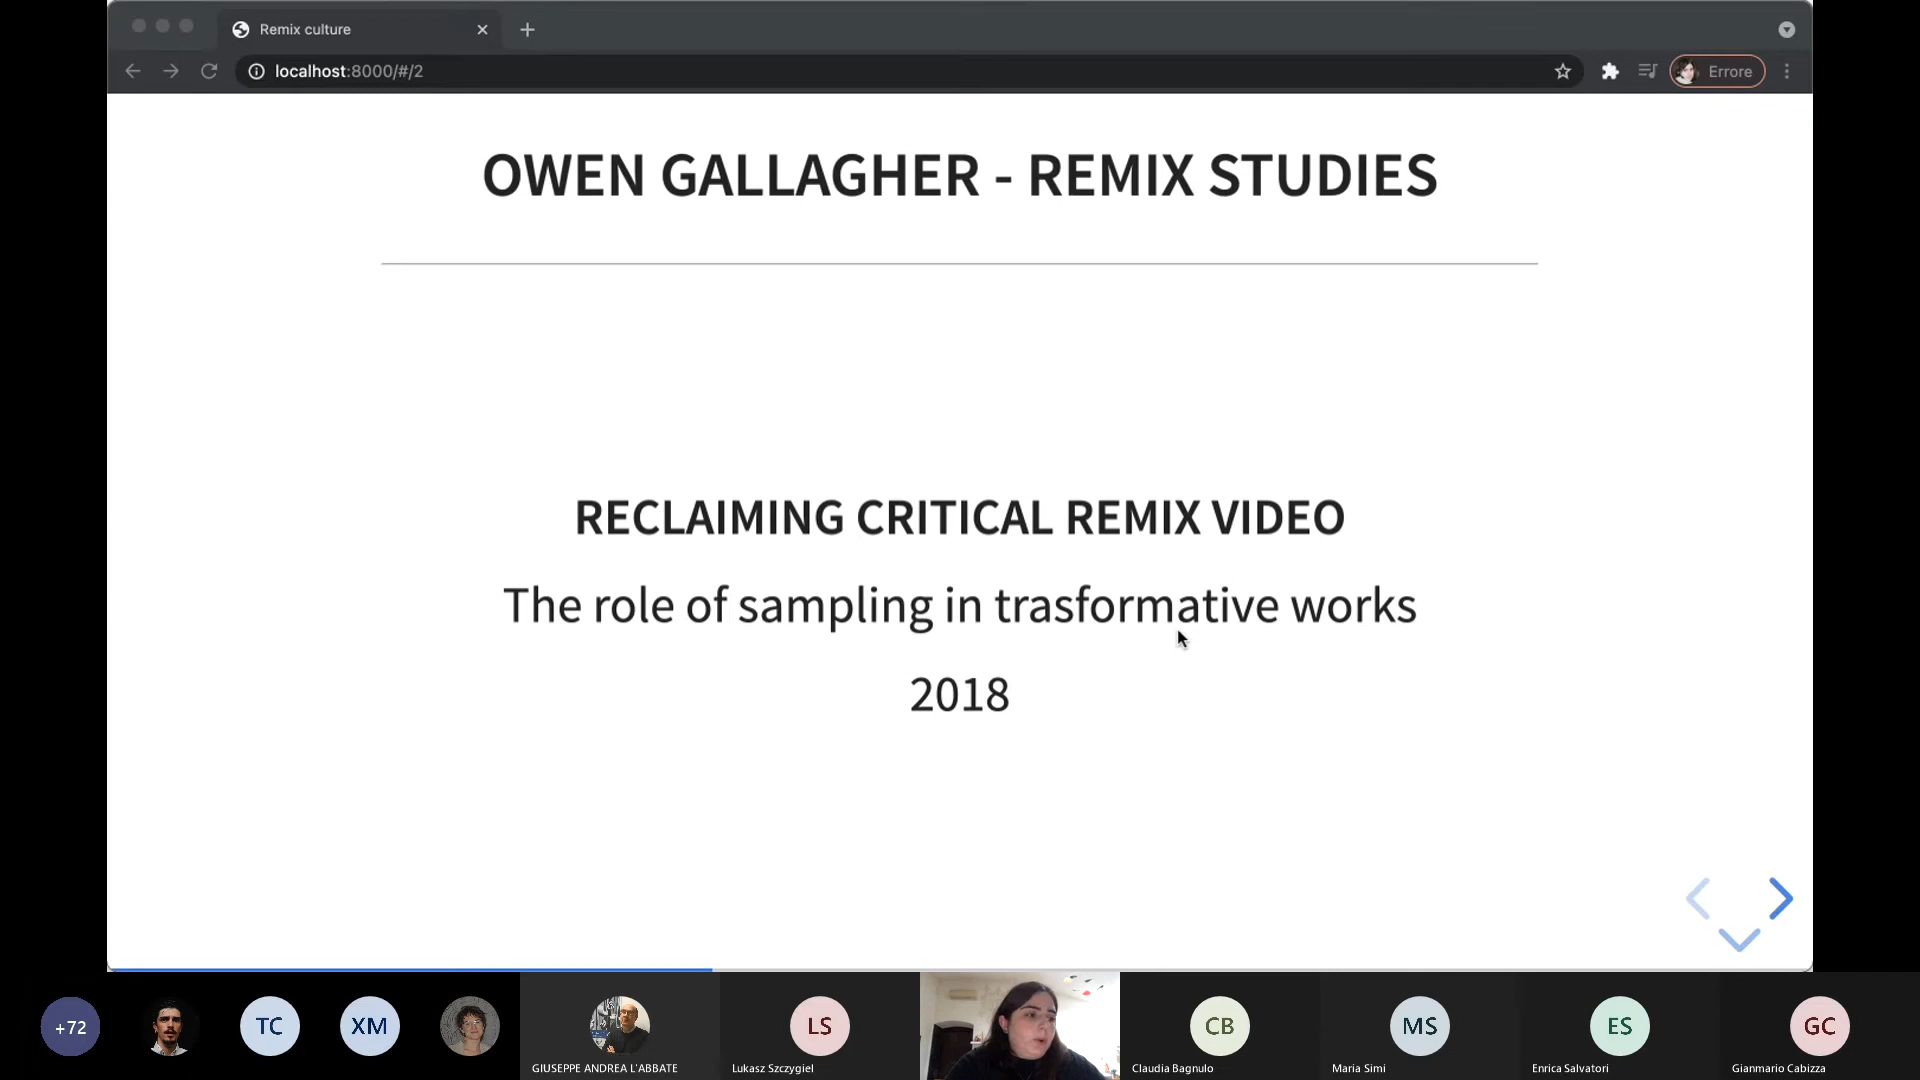 Remix culture
localhost:8000/#/2
Errore
OWEN GALLAGHER - REMIX STUDIES
RECLAIMING CRITICAL REMIX VIDEO
The role of sampling in trasformative works
2018
+72
TC
XM
LS
CB
MS
ES
GC
GIUSEPPE ANDREA L'ABBATE
Lukasz Szczygiel
Claudia Bagnulo
Maria Simi
Enrica Salvatori
Gianmario Cabizza